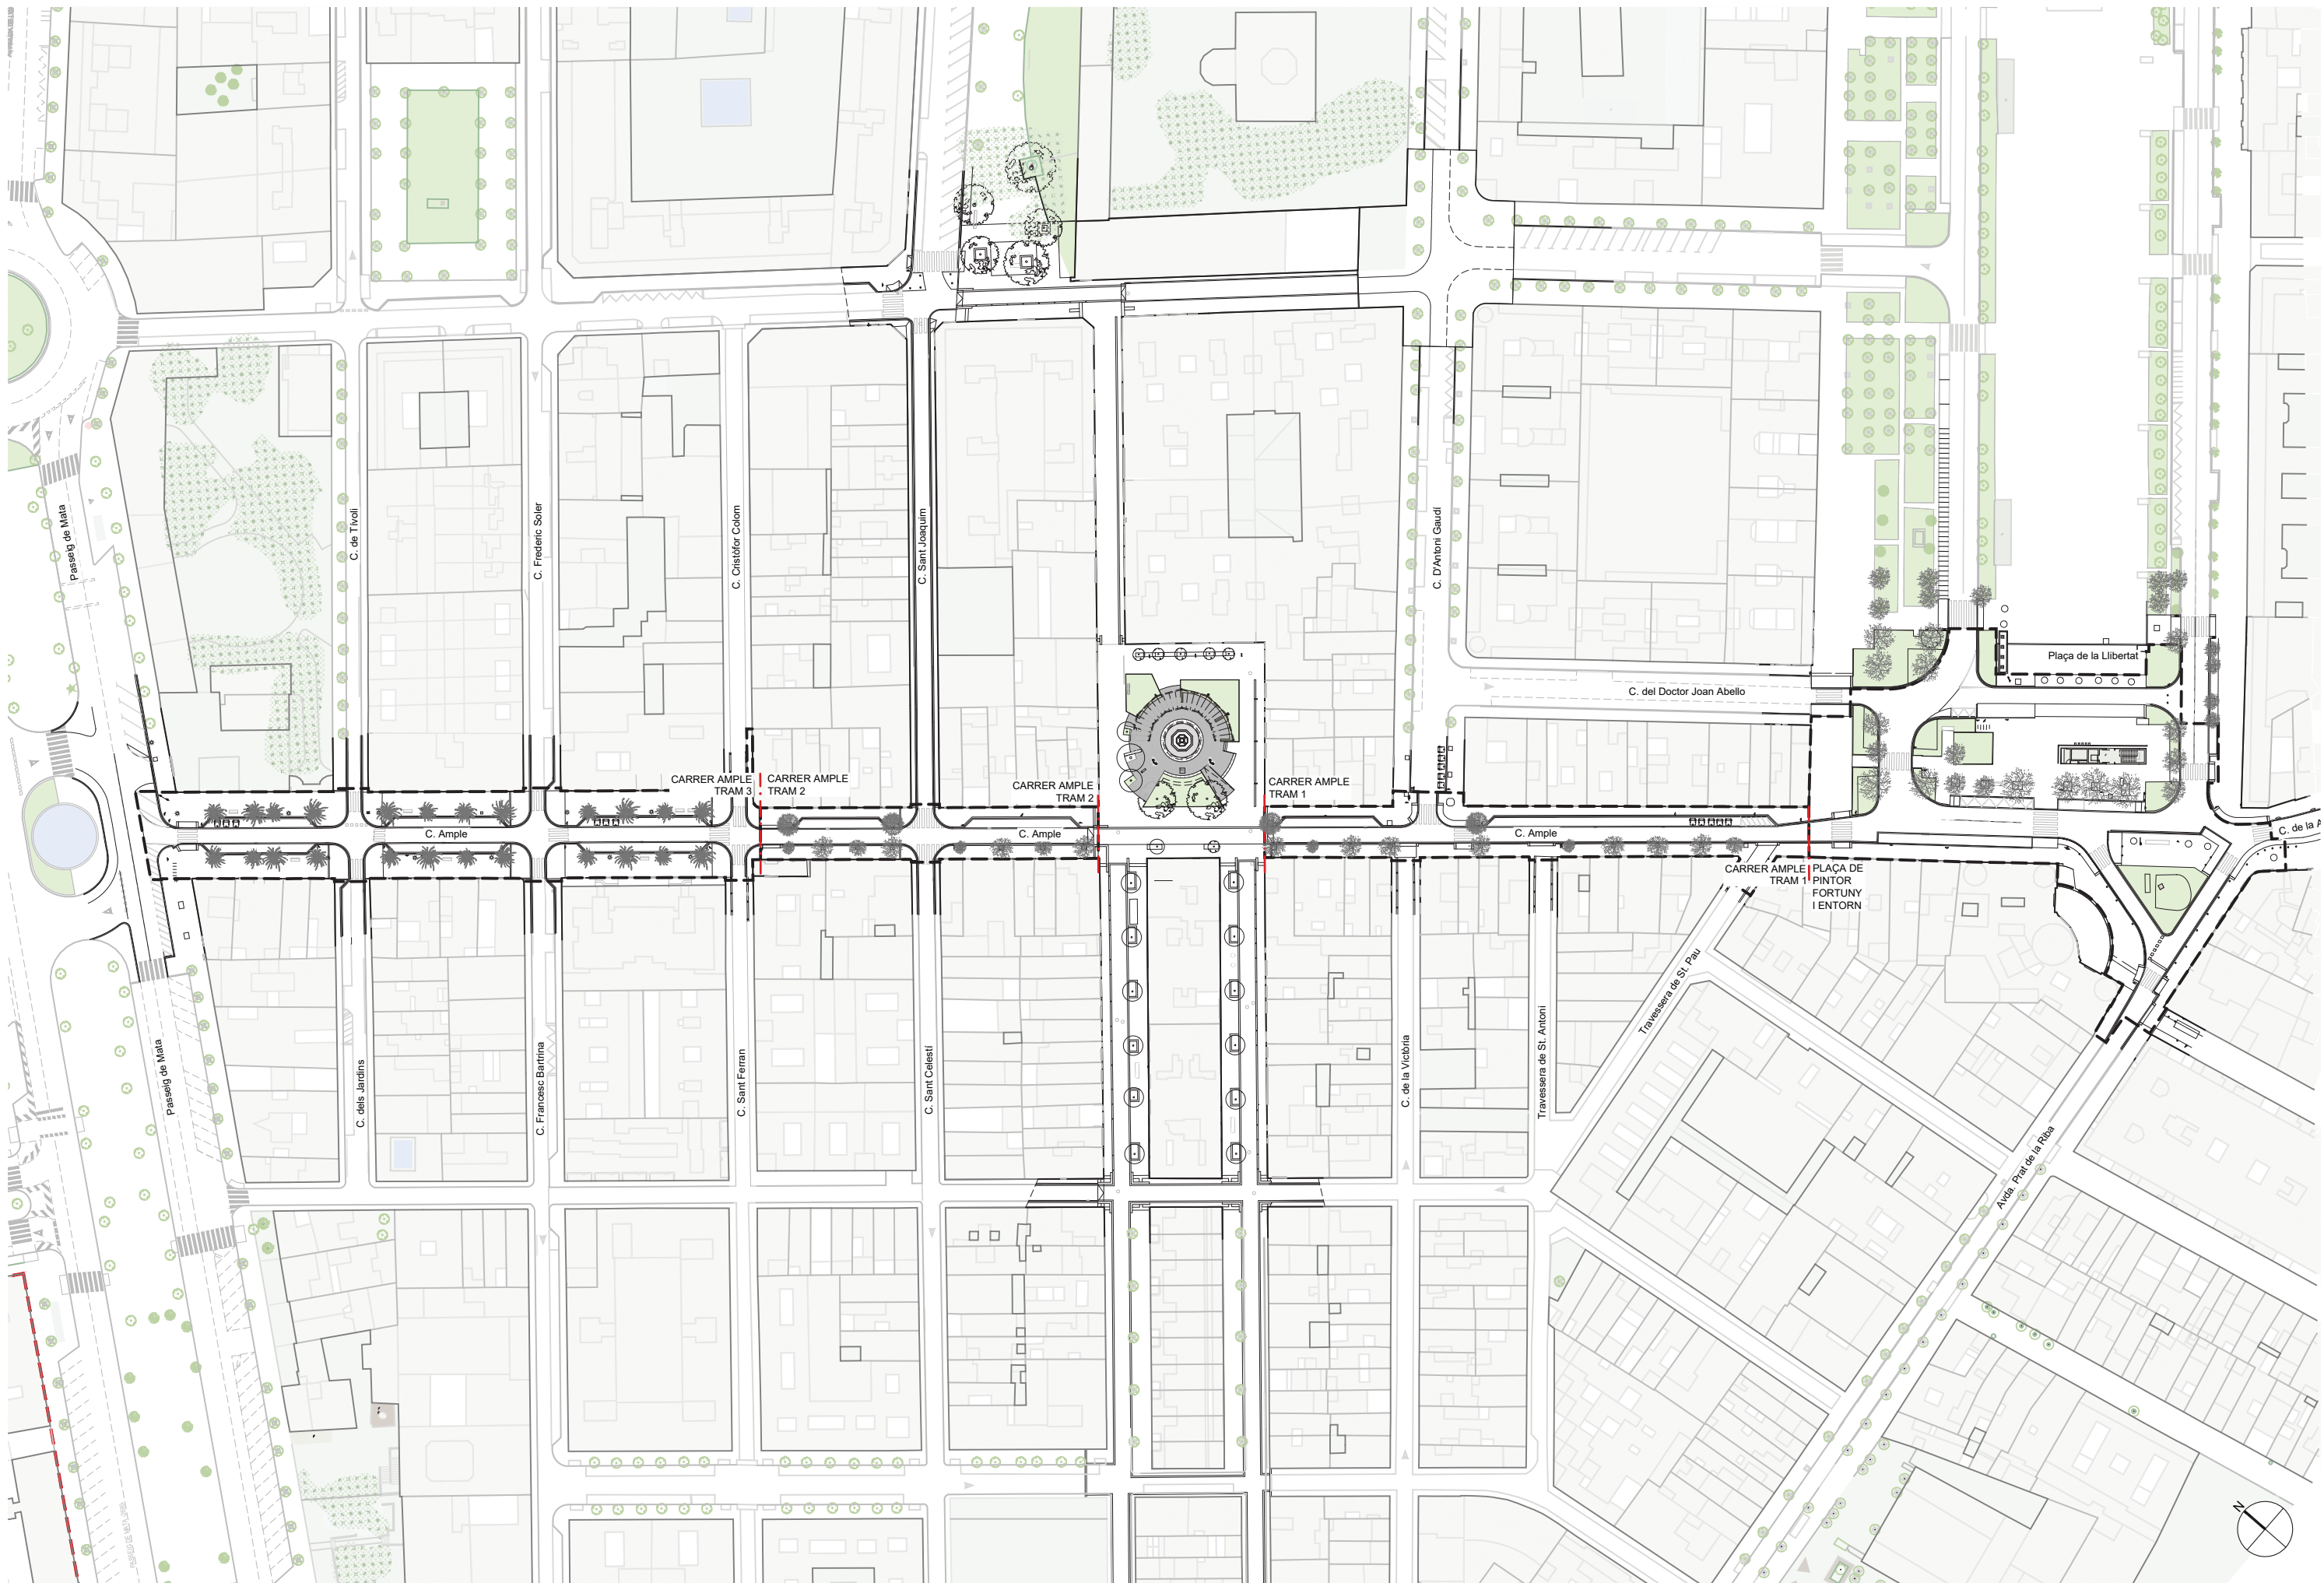 Passeig de Mata
C. de Tívoli
C. Frederic Soler
C. Cristòfor Colom
C. Sant Joaquim
C. D'Antoni Gaudí
Plaça de la Llibertat
C. del Doctor Joan Abello
CARRER AMPLE
TRAM 3
CARRER AMPLE
TRAM 2
CARRER AMPLE
TRAM 2
CARRER AMPLE
TRAM 1
C. Ample
C. Ample
C. Ample
C. de la A
CARRER AMPLE
TRAM 1
PLAÇA DE
PINTOR
FORTUNY
I ENTORN
Passeig de Mata
C. dels Jardins
C. Francesc Bartrina
C. Sant Ferran
C. Sant Celestí
C. de la Victòria
Travessera de St. Antoni
Travessera de St. Pau
Avda. Prat de la Riba
N